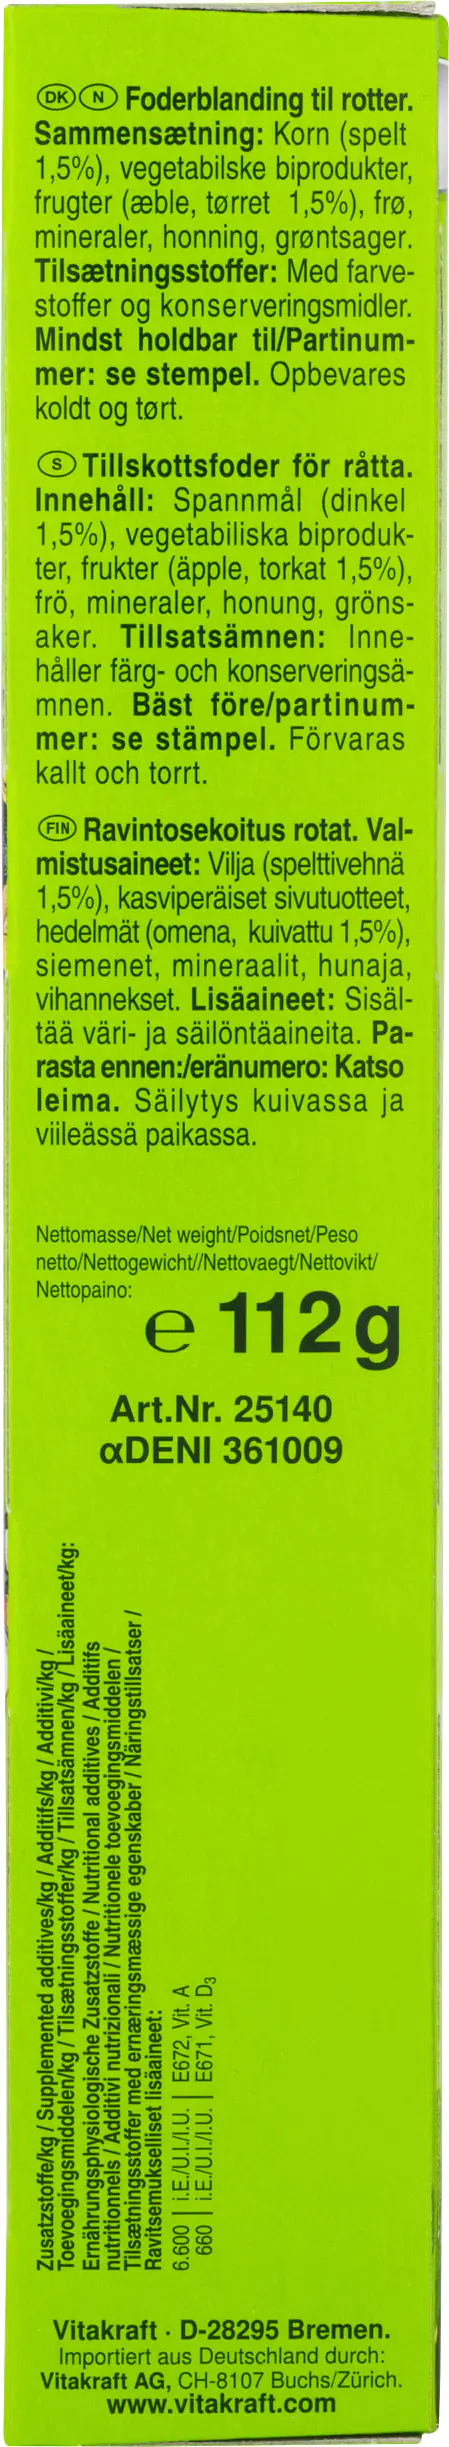 DK N Foderblanding til rotter.
Sammensætning: Korn (spelt
1,5%), vegetabilske biprodukter,
frugter (æble, tørret 1,5%), frø,
mineraler, honning, grøntsager.
Tilsætningsstoffer: Med farve-
stoffer og konserveringsmidler.
Mindst holdbar til/Partinum-
mer: se stempel. Opbevares
koldt og tørt.
S Tillskottsfoder för råtta.
Innehåll: Spannmål (dinkel
1,5%), vegetabiliska biproduk-
ter, frukter (äpple, torkat 1,5%),
frö, mineraler, honung, gröns-
aker. Tillsatsämnen: Inne-
håller färg- och konserveringsä-
mnen. Bäst före/partinum-
mer: se stämpel. Förvaras
kallt och torrt.
FIN Ravintosekoitus rotat. Val-
mistusaineet: Vilja (spelttivehnä
1,5%), kasviperäiset sivutuotteet,
hedelmät (omena, kuivattu 1,5%),
siemenet, mineraalit, hunaja,
vihannekset. Lisäaineet: Sisäl-
tää väri- ja säilöntäaineita. Pa-
rasta ennen:/eränumero: Katso
leima. Säilytys kuivassa ja
viileässä paikassa.
Nettomasse/Net weight/Poidsnet/Peso
netto/Nettogewicht//Nettovaegt/Nettovikt/
Nettopaino:
e 112 g
Art.Nr. 25140
αDENI 361009
Zusatzstoffe/kg / Supplemented additives/kg / Additifs/kg / Additivi/kg /
Toevoegingsmiddelen/kg / Tilsætningsstoffer/kg / Tillsatsämnen/kg / Lisäaineet/kg:
Ernährungsphysiologische Zusatzstoffe / Nutritional additives / Additifs
nutritionnels / Additivi nutrizionali / Nutritionele toevoegingsmiddelen /
Tilsætningsstoffer med ernæringsmæssige egenskaber / Näringstillsatser /
Ravitsemukselliset lisäaineet:
6.600 | i.E./U.I./I.U. | E672, Vit. A
660 | i.E./U.I./I.U. | E671, Vit. D3
Vitakraft · D-28295 Bremen.
Importiert aus Deutschland durch:
Vitakraft AG, CH-8107 Buchs/Zürich.
www.vitakraft.com